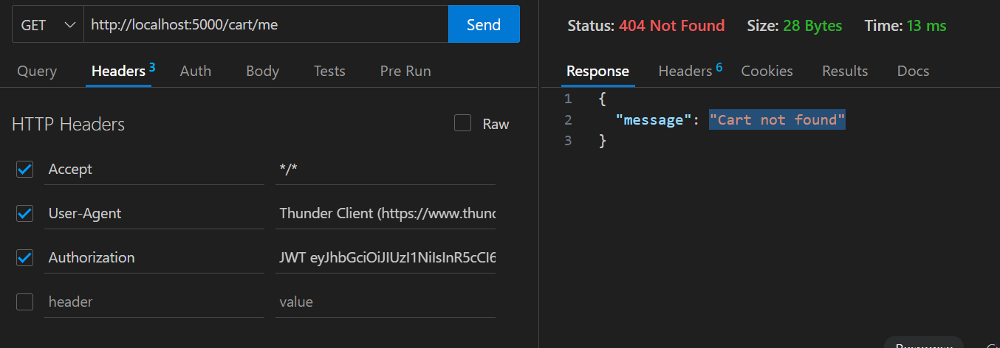 GET http://localhost:5000/cart/me Send
Query Headers 3 Auth Body Tests Pre Run
HTTP Headers Raw
Accept */*
User-Agent Thunder Client (https://www.thunc
Authorization JWT eyJhbGciOiJIUzI1NiIsInR5cCI6
header value
Status: 404 Not Found Size: 28 Bytes Time: 13 ms
Response Headers 6 Cookies Results Docs
1 {
2 "message": "Cart not found"
3 }